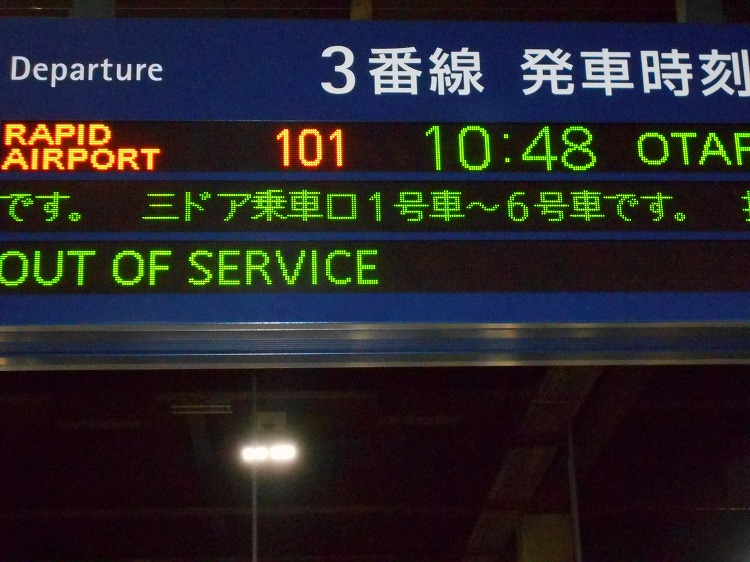 Departure 3番線 発車時刻
RAPID AIRPORT 101 10:48 OTAR
です。 三ドア乗車口1号車～6号車です。
OUT OF SERVICE